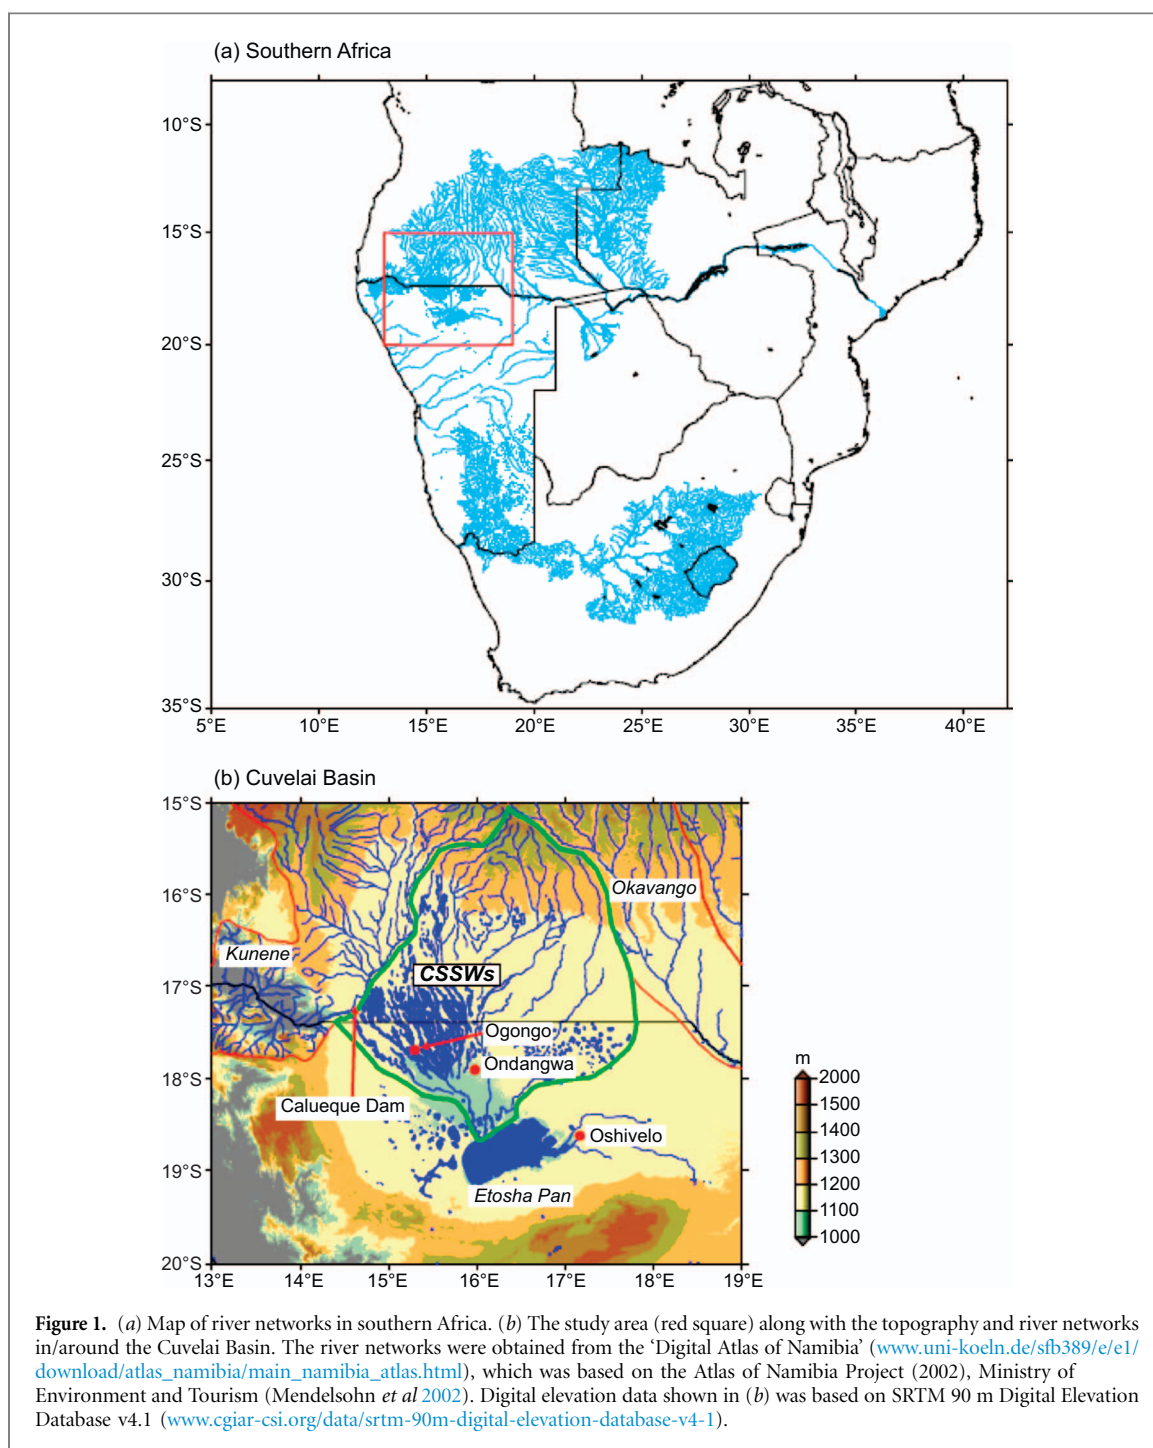 (a) Southern Africa
10°S
15°S
20°S
25°S
30°S
35°S
5°E 10°E 15°E 20°E 25°E 30°E 35°E 40°E
(b) Cuvelai Basin
15°S
16°S
17°S
18°S
19°S
20°S
13°E 15°E 16°E 17°E 18°E 19°E
Okavango
Kunene
CSSWs
Ogongo
Ondangwa
Calueque Dam
Oshivelo
Etosha Pan
m
2000
1500
1400
1300
1200
1100
1000
Figure 1. (a) Map of river networks in southern Africa. (b) The study area (red square) along with the topography and river networks
in/around the Cuvelai Basin. The river networks were obtained from the ‘Digital Atlas of Namibia’ (www.uni-koeln.de/sfb389/e/e1/
download/atlas_namibia/main_namibia_atlas.html), which was based on the Atlas of Namibia Project (2002), Ministry of
Environment and Tourism (Mendelsohn et al 2002). Digital elevation data shown in (b) was based on SRTM 90 m Digital Elevation
Database v4.1 (www.cgiar-csi.org/data/srtm-90m-digital-elevation-database-v4-1).